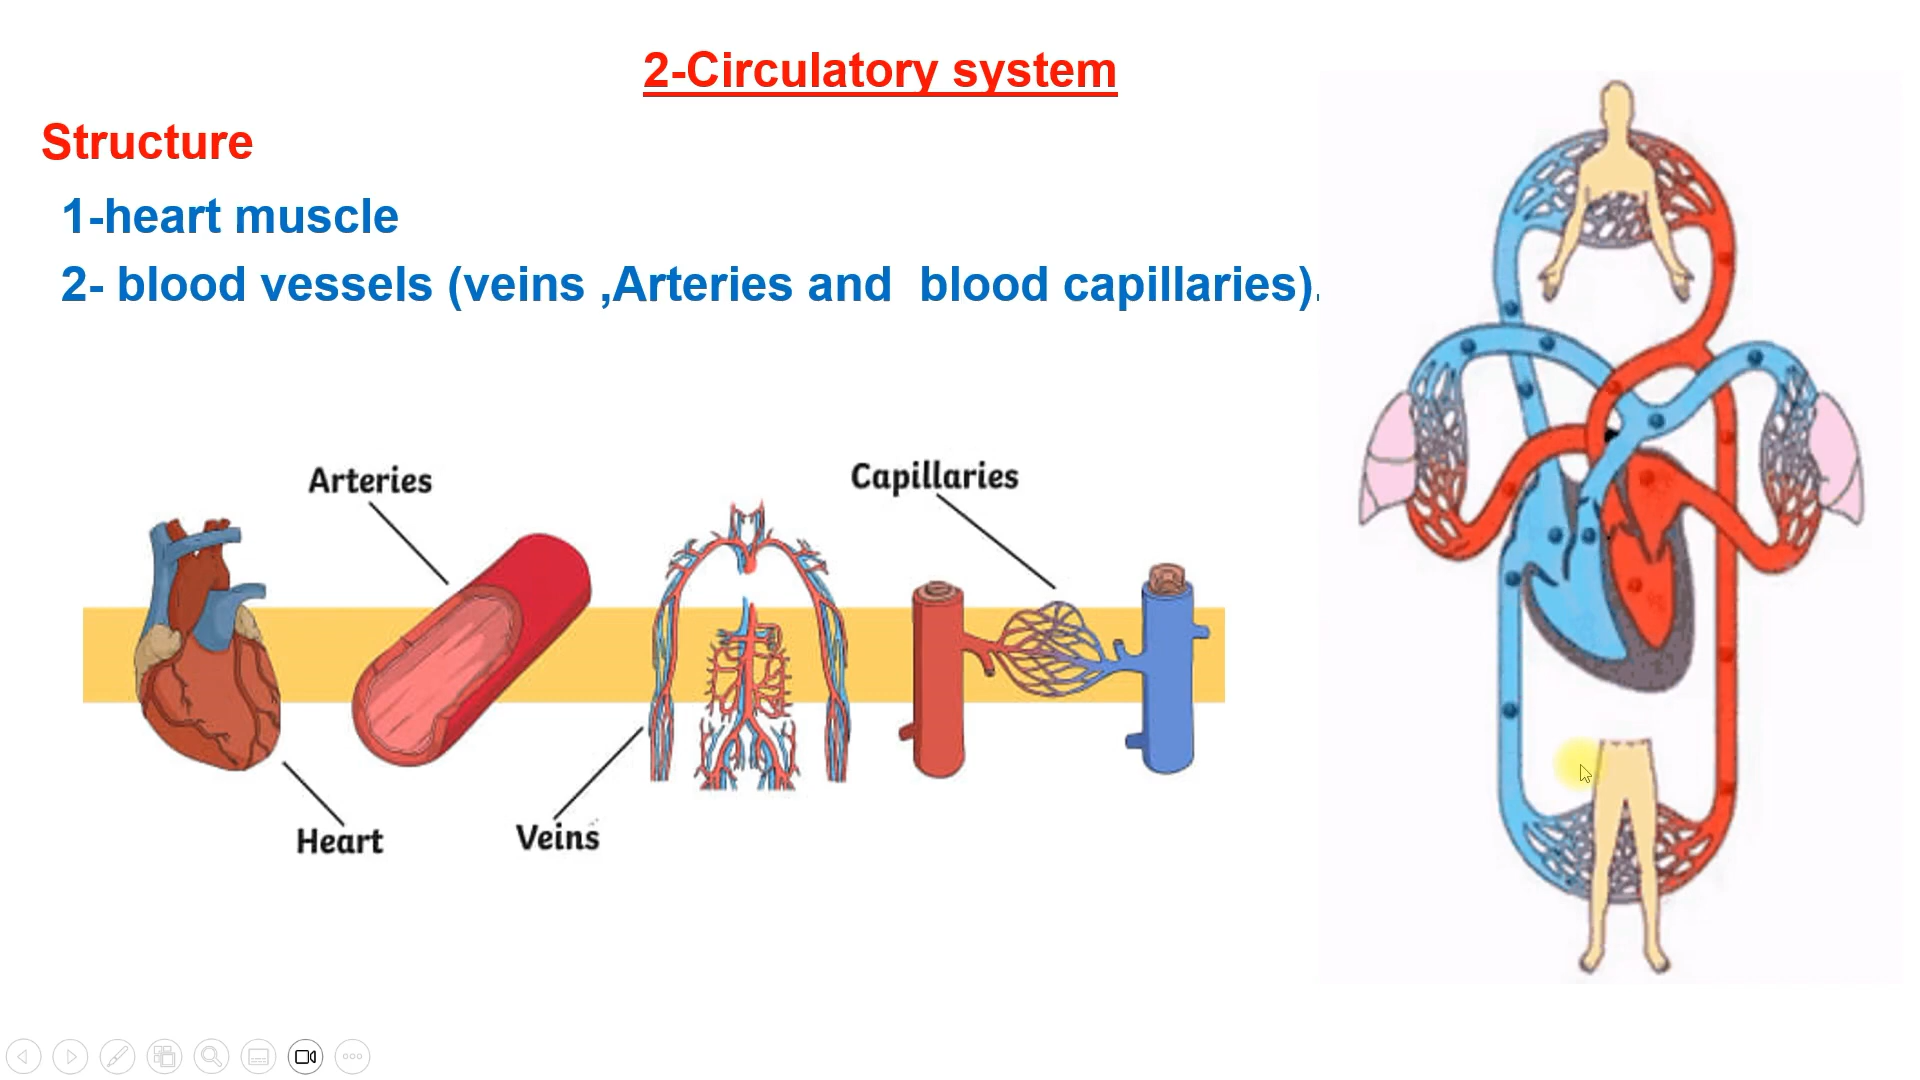 2-Circulatory system
Structure
1-heart muscle
2- blood vessels (veins ,Arteries and  blood capillaries).
Arteries
Capillaries
Heart
Veins